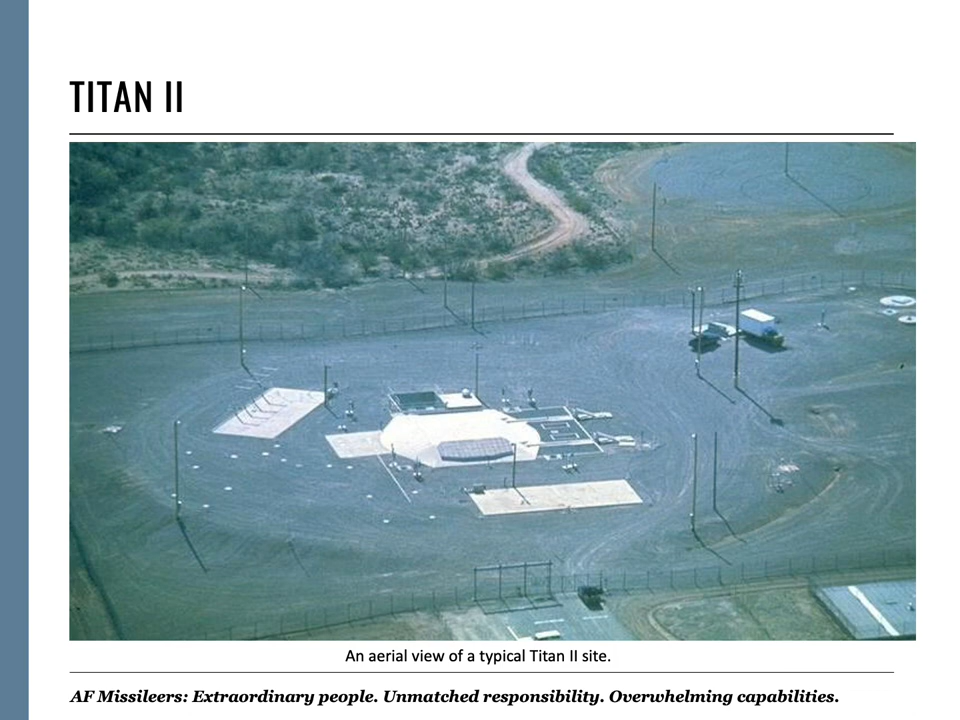 TITAN II
An aerial view of a typical Titan II site.
AF Missileers: Extraordinary people. Unmatched responsibility. Overwhelming capabilities.